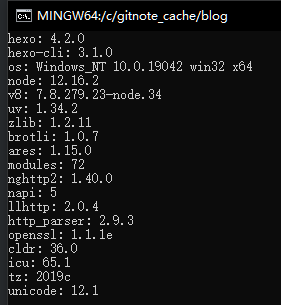 MINGW64:/c/gitnote_cache/blog
hexo: 4.2.0
hexo-cli: 3.1.0
os: Windows_NT 10.0.19042 win32 x64
node: 12.16.2
v8: 7.8.279.23-node.34
uv: 1.34.2
zlib: 1.2.11
brotli: 1.0.7
ares: 1.15.0
modules: 72
nghttp2: 1.40.0
napi: 5
llhttp: 2.0.4
http_parser: 2.9.3
openssl: 1.1.1e
cldr: 36.0
icu: 65.1
tz: 2019c
unicode: 12.1